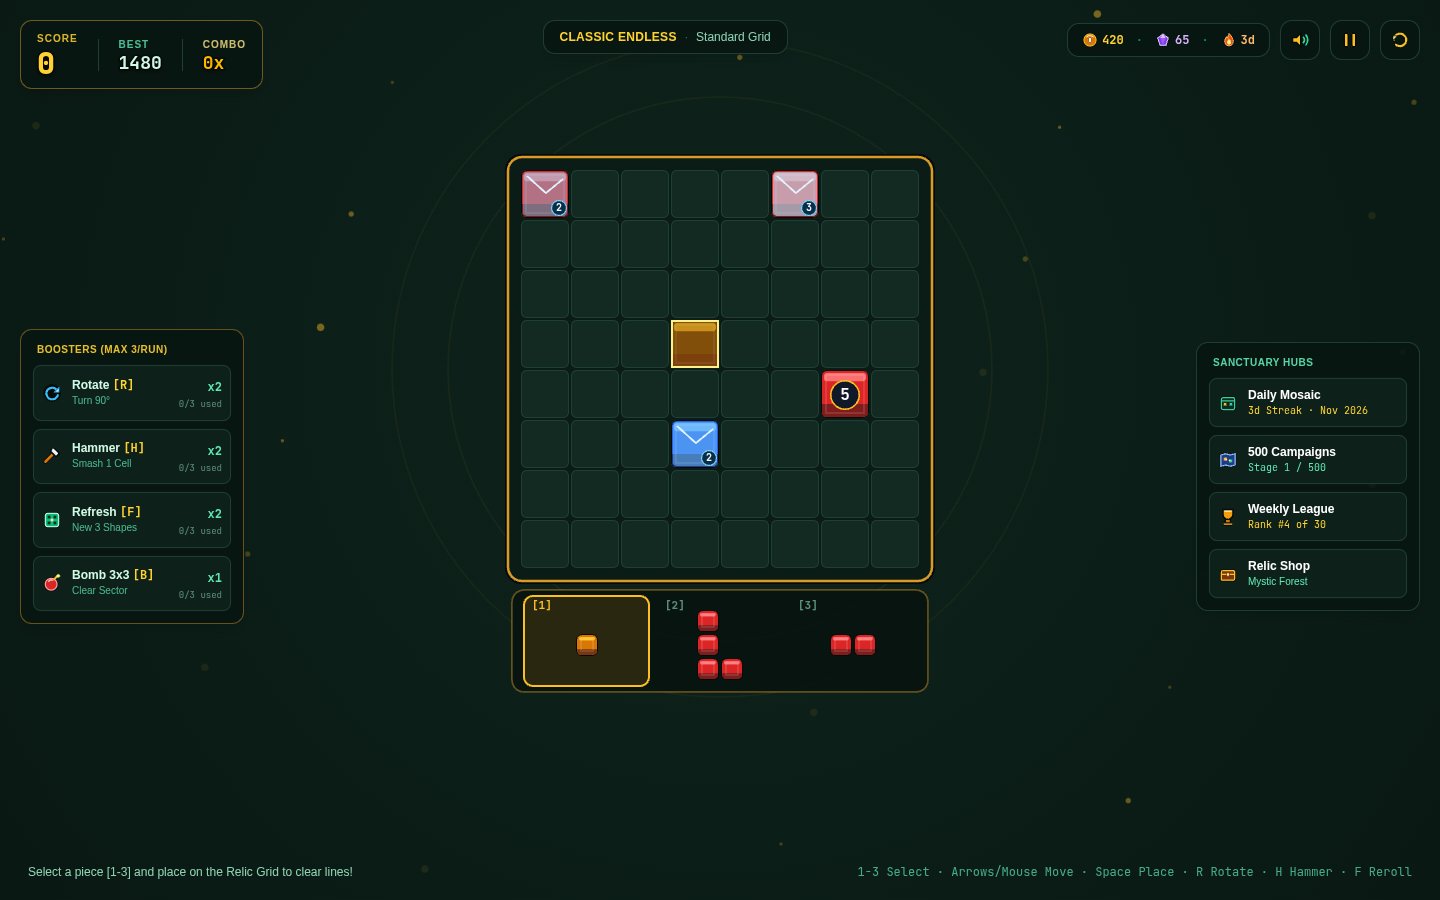 SCORE
0
BEST
1480
COMBO
0x
CLASSIC ENDLESS · Standard Grid
420 · 65 · 3d
2
3
5
2
BOOSTERS (MAX 3/RUN)
Rotate [R]
Turn 90°
x2
0/3 used
Hammer [H]
Smash 1 Cell
x2
0/3 used
Refresh [F]
New 3 Shapes
x2
0/3 used
Bomb 3x3 [B]
Clear Sector
x1
0/3 used
SANCTUARY HUBS
Daily Mosaic
3d Streak · Nov 2026
500 Campaigns
Stage 1 / 500
Weekly League
Rank #4 of 30
Relic Shop
Mystic Forest
[1]
[2]
[3]
Select a piece [1-3] and place on the Relic Grid to clear lines!
1-3 Select · Arrows/Mouse Move · Space Place · R Rotate · H Hammer · F Reroll